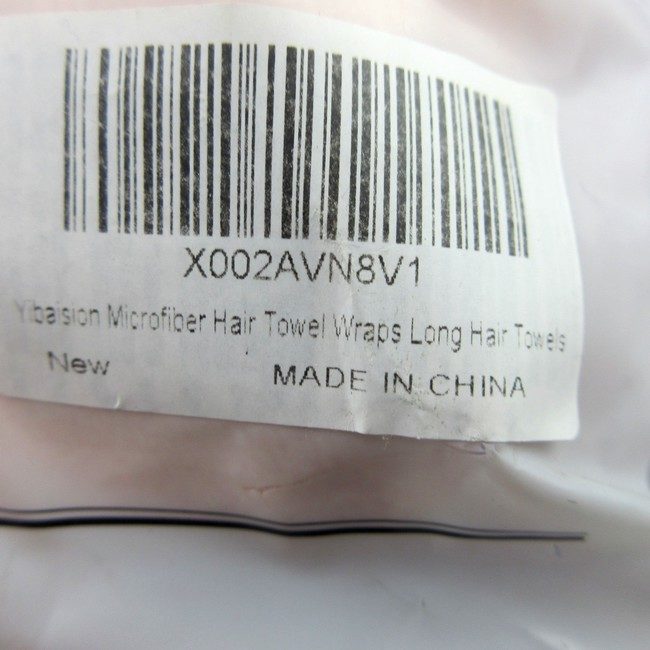 X002AVN8V1
Yibaision Microfiber Hair Towel Wraps Long Hair Towels
New
MADE IN CHINA